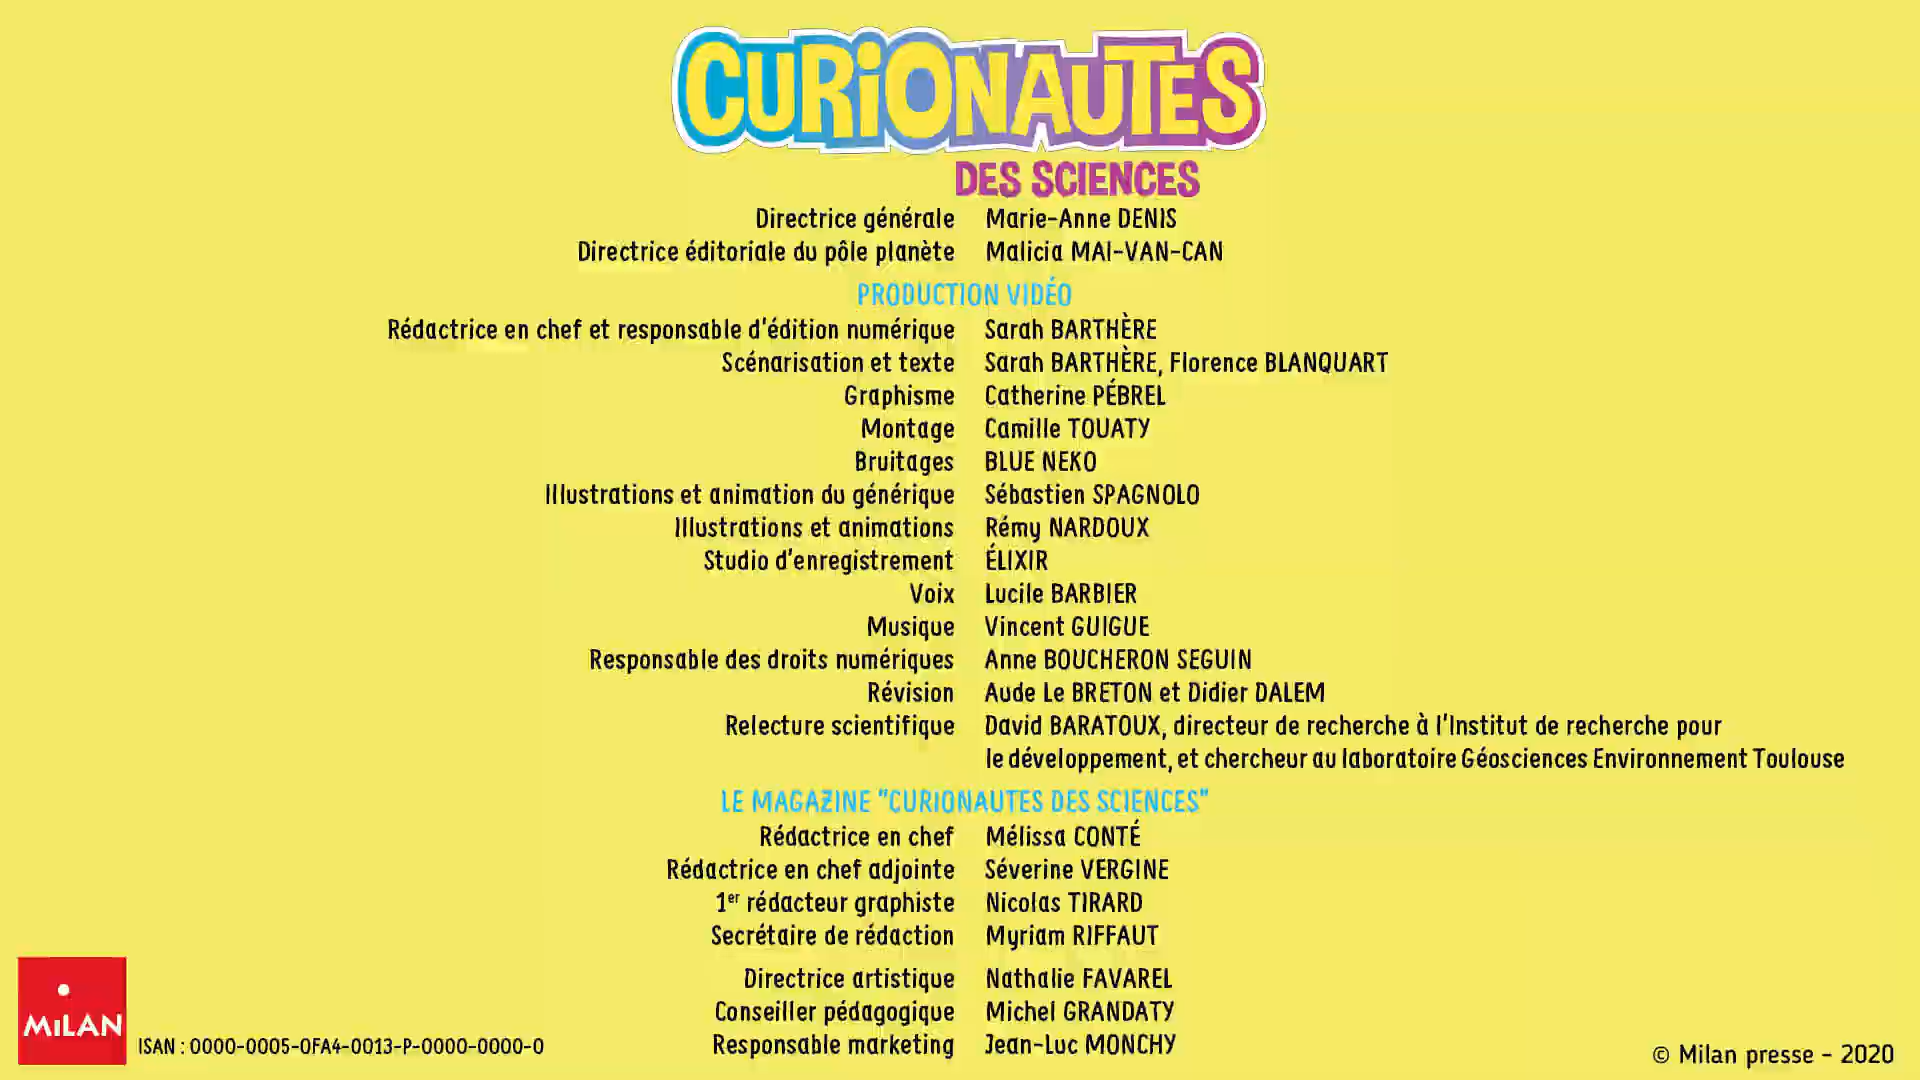 CURiONAUTES
DES SCIENCES
Directrice générale Marie-Anne DENIS
Directrice éditoriale du pôle planète Malicia MAI-VAN-CAN
PRODUCTION VIDÉO
Rédactrice en chef et responsable d'édition numérique Sarah BARTHÈRE
Scénarisation et texte Sarah BARTHÈRE, Florence BLANQUART
Graphisme Catherine PÉBREL
Montage Camille TOUATY
Bruitages BLUE NEKO
Illustrations et animation du générique Sébastien SPAGNOLO
Illustrations et animations Rémy NARDOUX
Studio d'enregistrement ÉLIXIR
Voix Lucile BARBIER
Musique Vincent GUIGUE
Responsable des droits numériques Anne BOUCHERON SEGUIN
Révision Aude Le BRETON et Didier DALEM
Relecture scientifique David BARATOUX, directeur de recherche à l'Institut de recherche pour
le développement, et chercheur au laboratoire Géosciences Environnement Toulouse
LE MAGAZINE "CURIONAUTES DES SCIENCES"
Rédactrice en chef Mélissa CONTÉ
Rédactrice en chef adjointe Séverine VERGINE
1er rédacteur graphiste Nicolas TIRARD
Secrétaire de rédaction Myriam RIFFAUT
Directrice artistique Nathalie FAVAREL
Conseiller pédagogique Michel GRANDATY
Responsable marketing Jean-Luc MONCHY
MiLAN
ISAN : 0000-0005-0FA4-0013-P-0000-0000-0
© Milan presse - 2020